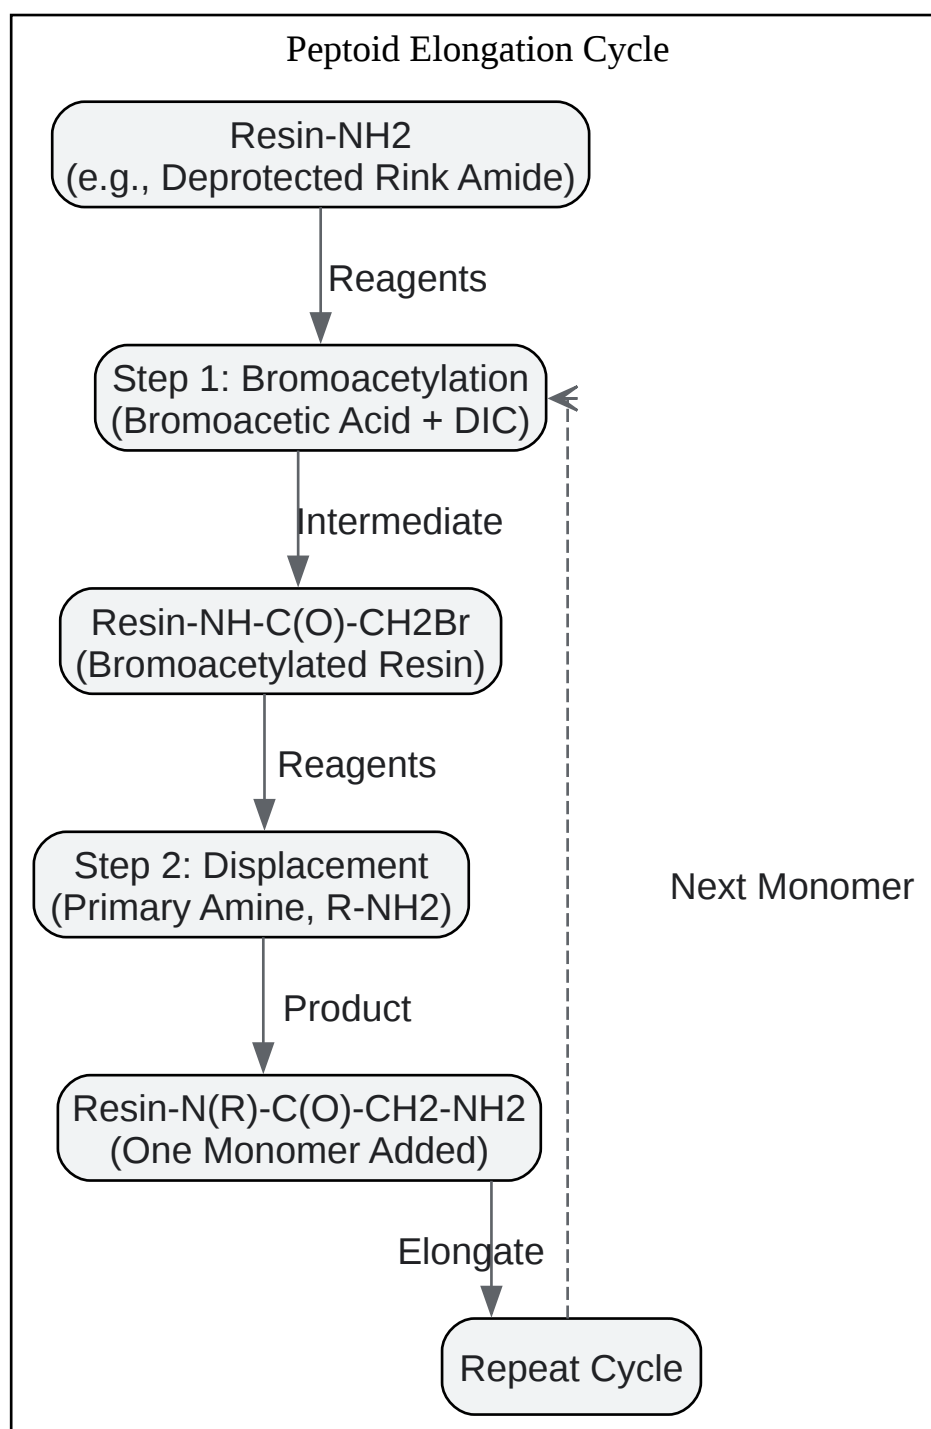 Peptoid Elongation Cycle
Resin-NH2
(e.g., Deprotected Rink Amide)
Reagents
Step 1: Bromoacetylation
(Bromoacetic Acid + DIC)
Intermediate
Resin-NH-C(O)-CH2Br
(Bromoacetylated Resin)
Reagents
Step 2: Displacement
(Primary Amine, R-NH2)
Next Monomer
Product
Resin-N(R)-C(O)-CH2-NH2
(One Monomer Added)
Elongate
Repeat Cycle